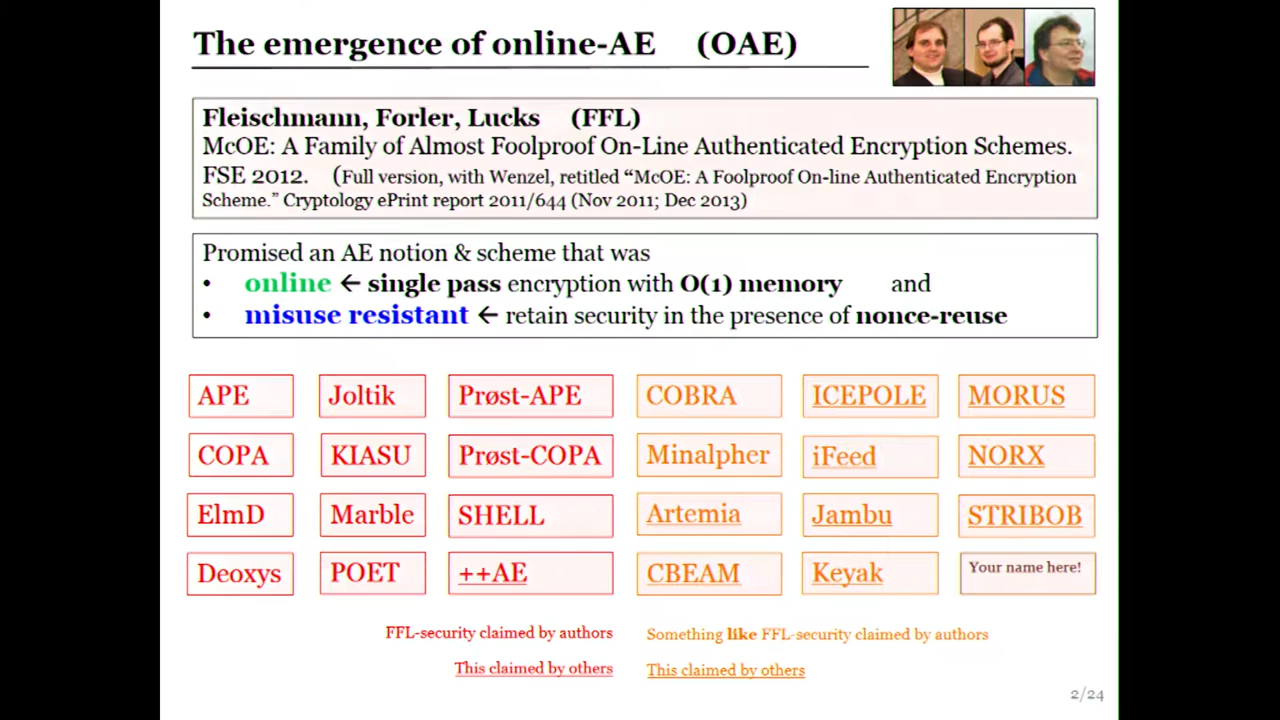 The emergence of online-AE (OAE)
Fleischmann, Forler, Lucks (FFL)
McOE: A Family of Almost Foolproof On-Line Authenticated Encryption Schemes.
FSE 2012. (Full version, with Wenzel, retitled “McOE: A Foolproof On-line Authenticated Encryption
Scheme.” Cryptology ePrint report 2011/644 (Nov 2011; Dec 2013)
Promised an AE notion & scheme that was
• online ← single pass encryption with O(1) memory and
• misuse resistant ← retain security in the presence of nonce-reuse
APE Joltik Prøst-APE COBRA ICEPOLE MORUS
COPA KIASU Prøst-COPA Minalpher iFeed NORX
ElmD Marble SHELL Artemia Jambu STRIBOB
Deoxys POET ++AE CBEAM Keyak Your name here!
FFL-security claimed by authors Something like FFL-security claimed by authors
This claimed by others This claimed by others
2/24